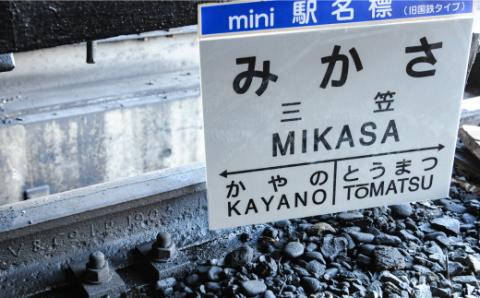 mini 駅名標 (旧国鉄タイプ)
みかさ
三笠
MIKASA
かやの とうまつ
KAYANO TŌMATSU